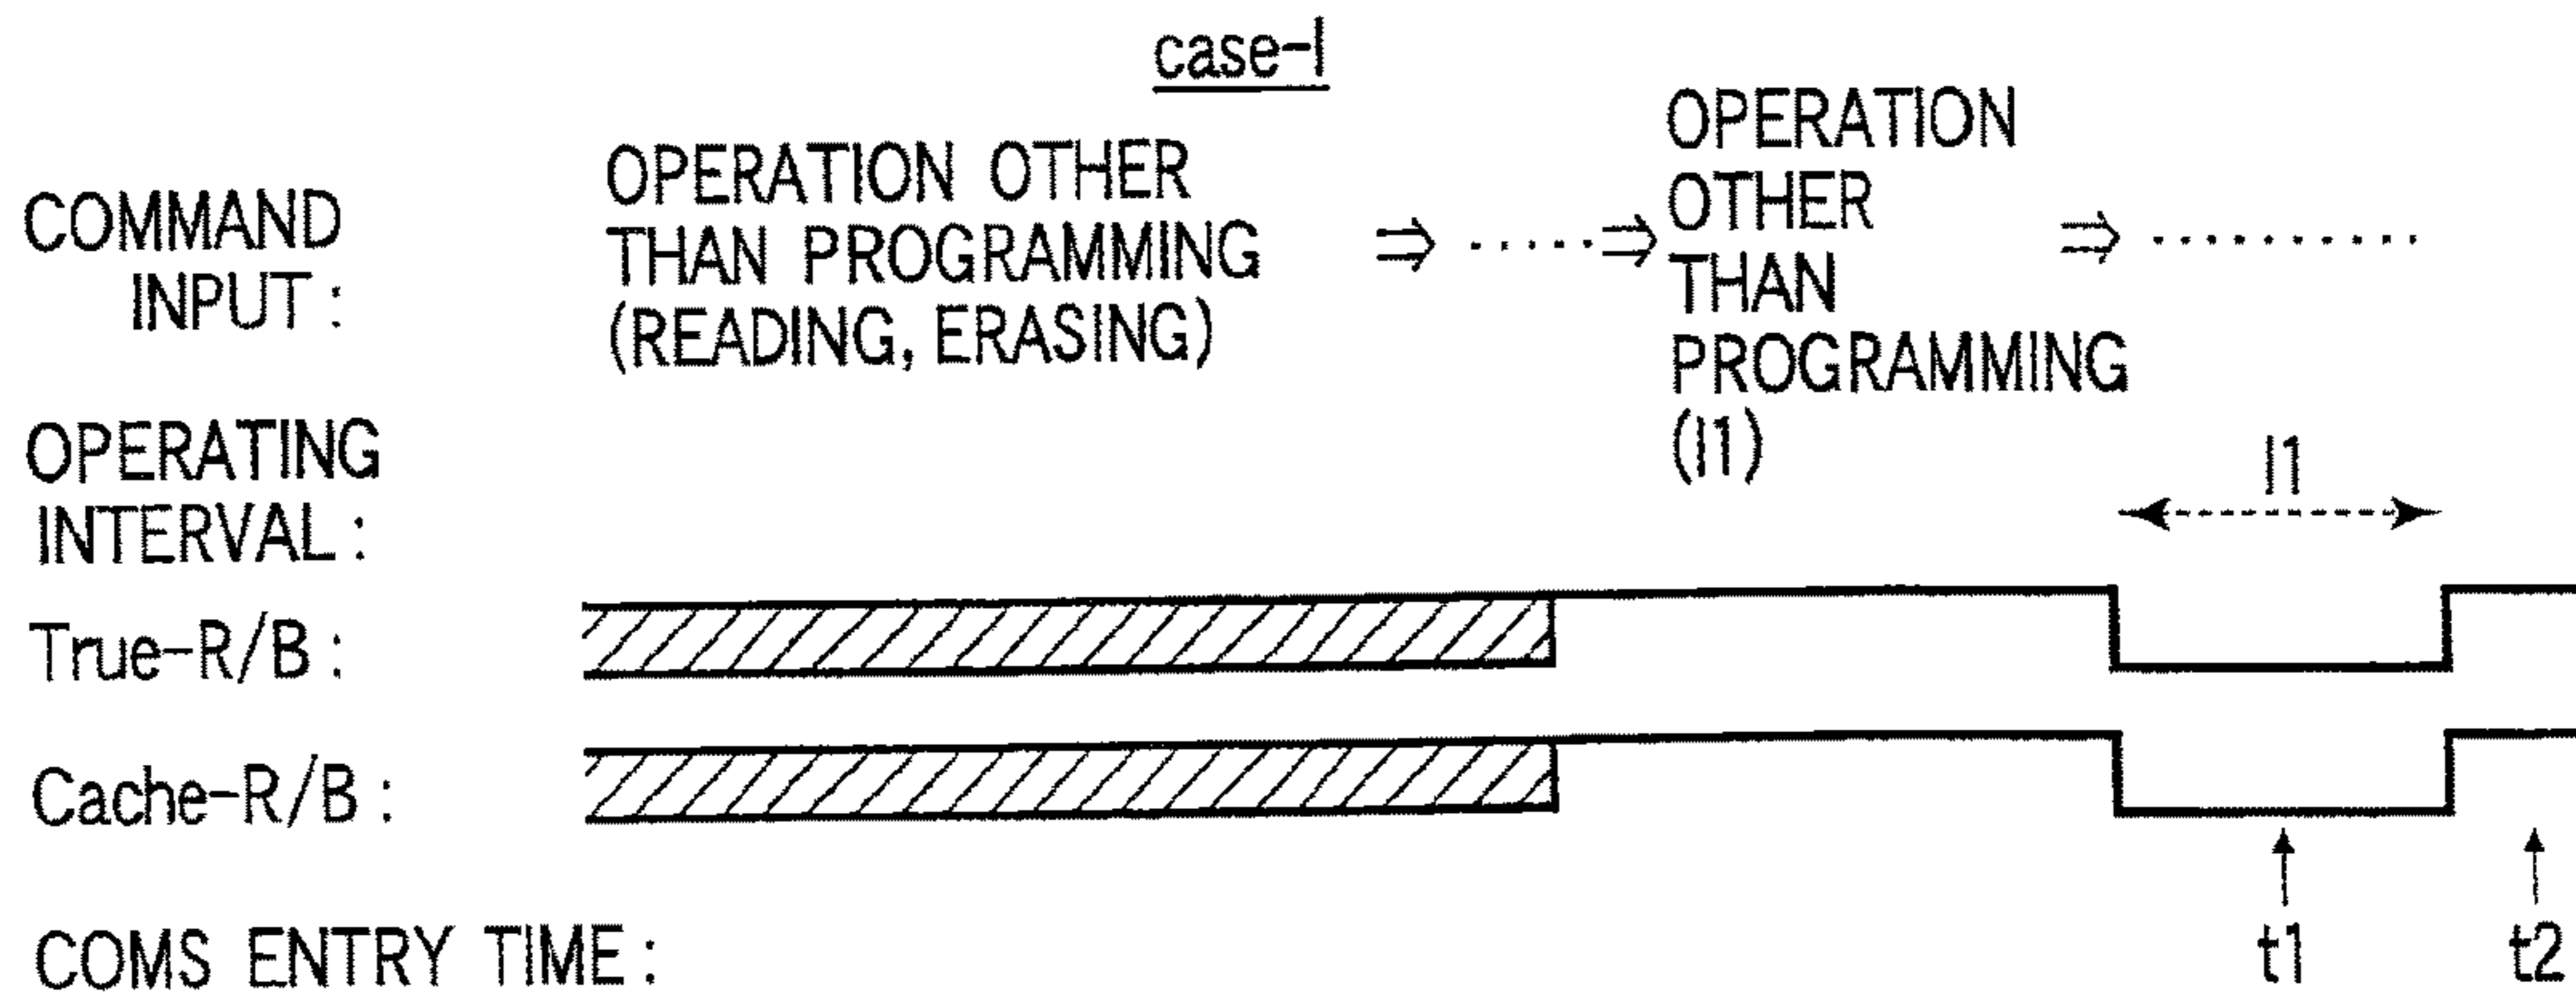 case-I
COMMAND
INPUT :
OPERATION OTHER
THAN PROGRAMMING
(READING, ERASING)
⇒ ····· ⇒
OPERATION
OTHER
THAN
PROGRAMMING
(I1)
⇒ ·········
OPERATING
INTERVAL :
I1
True-R/B :
Cache-R/B :
COMS ENTRY TIME :
t1
t2